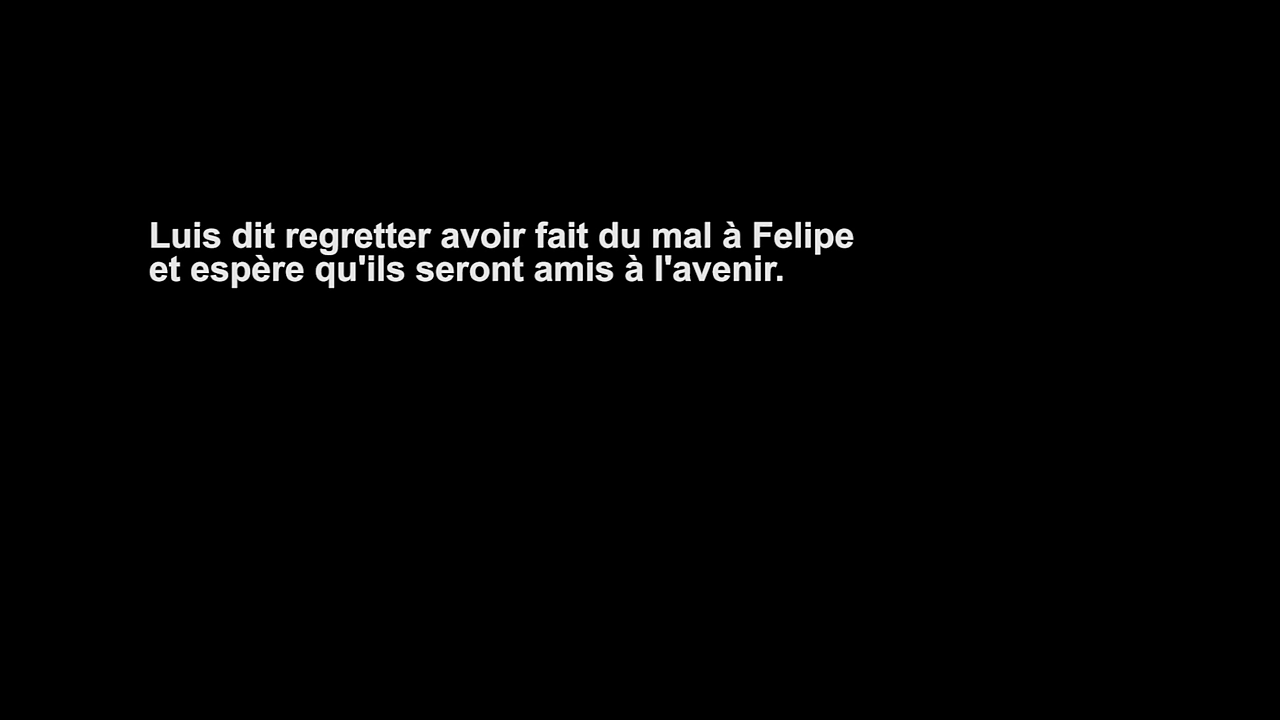 Luis dit regretter avoir fait du mal à Felipe
et espère qu'ils seront amis à l'avenir.